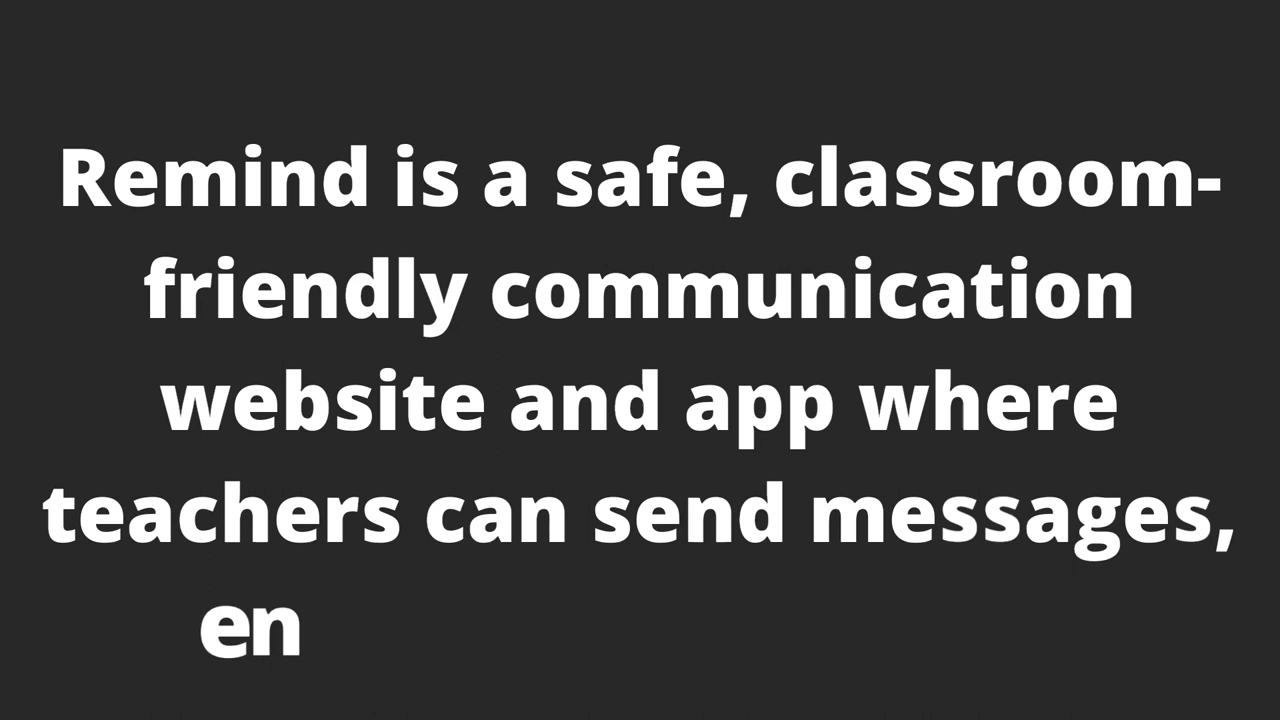 Remind is a safe, classroom-
friendly communication
website and app where
teachers can send messages,
en